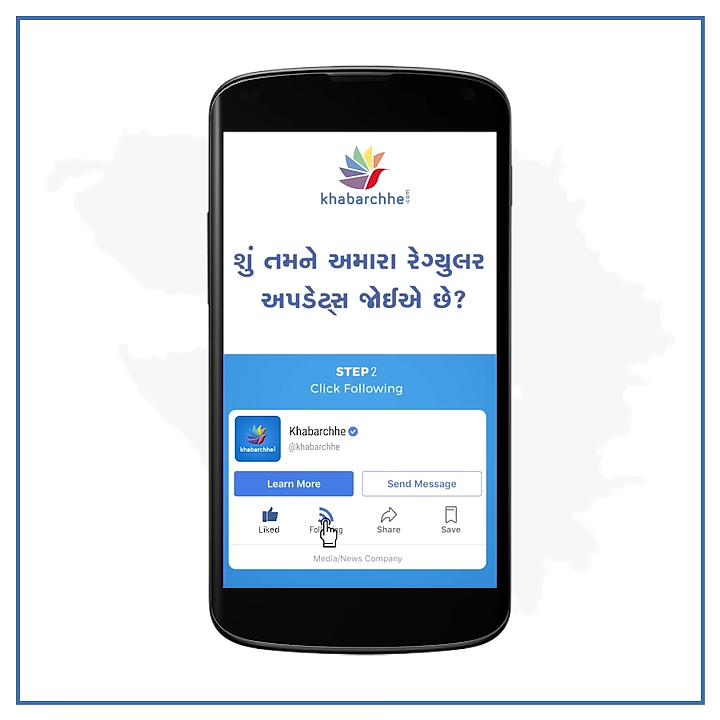 khabarchhe.com
શું તમને અમારા રેગ્યુલર
અપડેટ્સ જોઈએ છે?
STEP 2
Click Following
Khabarchhe
@khabarchhe
khabarchhe
Learn More
Send Message
Liked
Following
Share
Save
Media/News Company